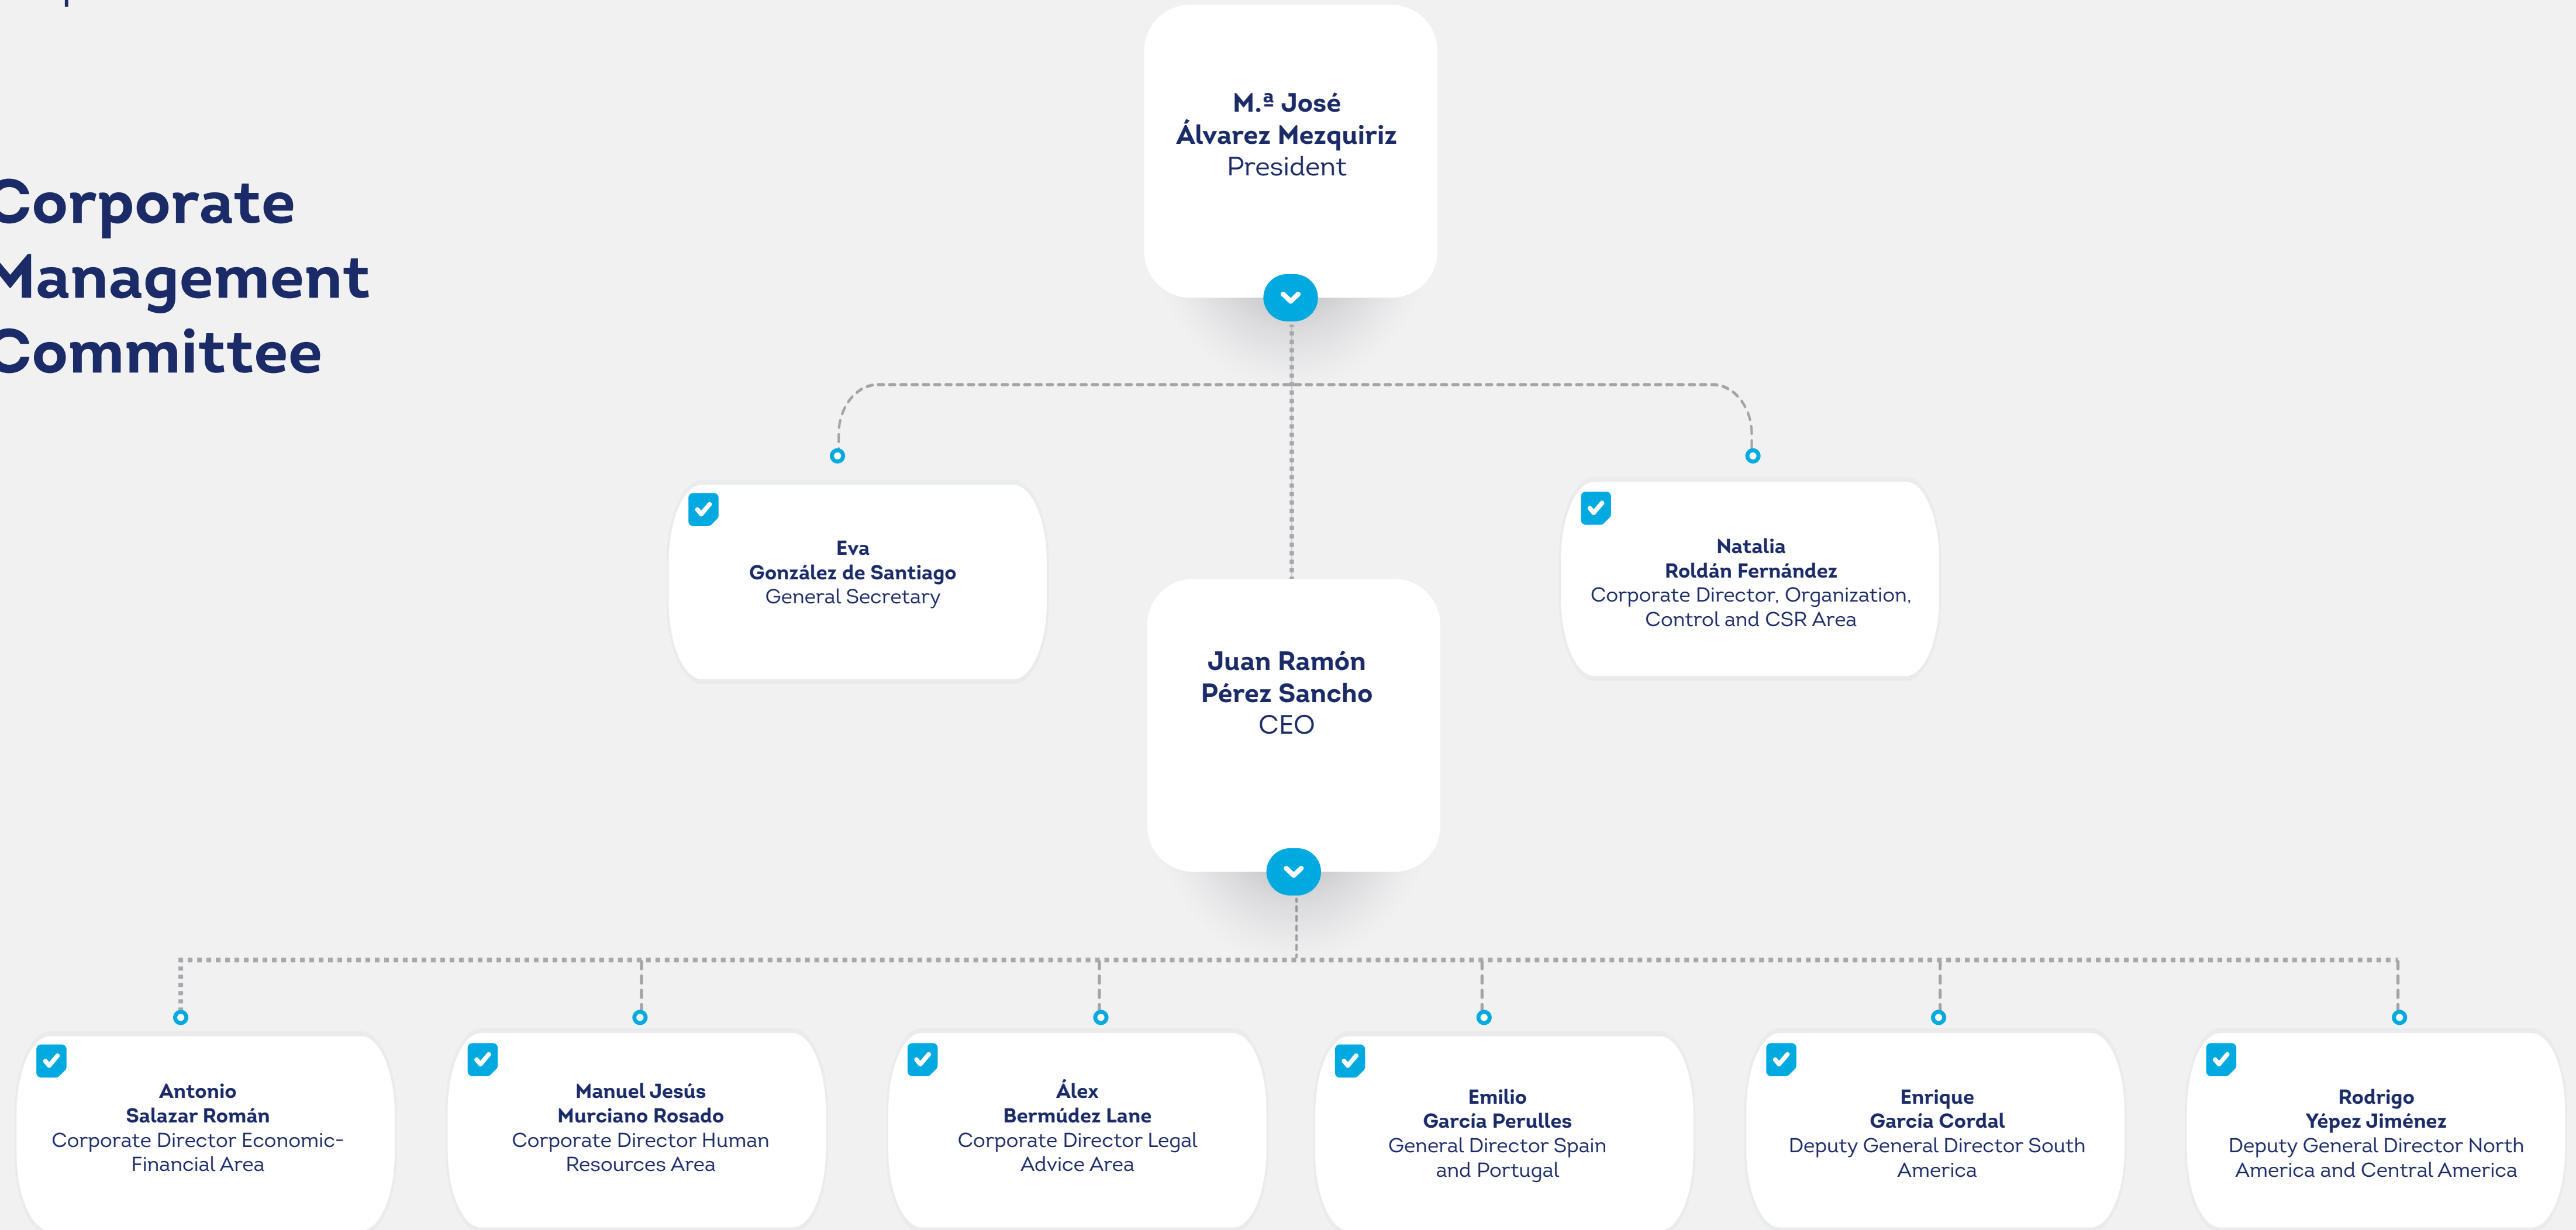 Corporate
Management
Committee
M.ª José
Álvarez Mezquiriz
President
Eva
González de Santiago
General Secretary
Natalia
Roldán Fernández
Corporate Director, Organization,
Control and CSR Area
Juan Ramón
Pérez Sancho
CEO
Antonio
Salazar Román
Corporate Director Economic-
Financial Area
Manuel Jesús
Murciano Rosado
Corporate Director Human
Resources Area
Álex
Bermúdez Lane
Corporate Director Legal
Advice Area
Emilio
García Perulles
General Director Spain
and Portugal
Enrique
García Cordal
Deputy General Director South
America
Rodrigo
Yépez Jiménez
Deputy General Director North
America and Central America